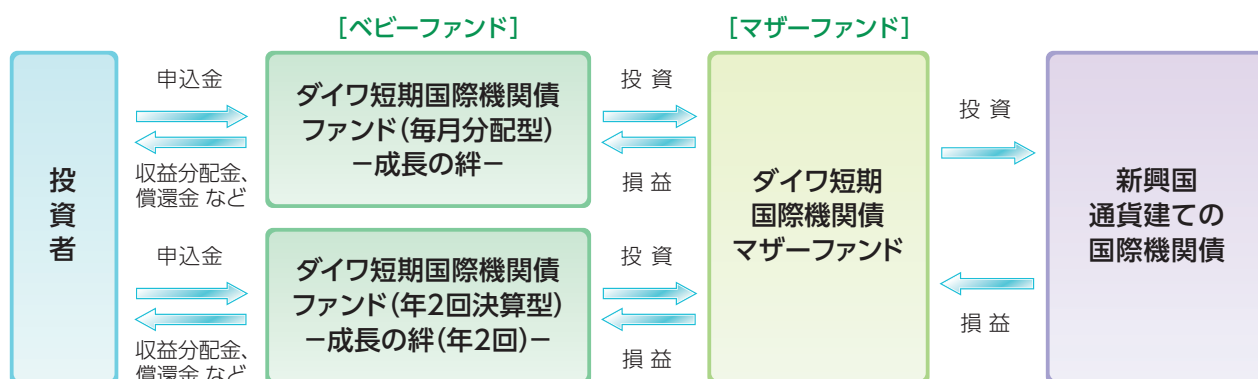 ［ベビーファンド］
［マザーファンド］
投資者
申込金
収益分配金、
償還金 など
ダイワ短期国際機関債
ファンド（毎月分配型）
－成長の絆－
投 資
損 益
申込金
収益分配金、
償還金 など
ダイワ短期国際機関債
ファンド（年2回決算型）
－成長の絆（年2回）－
投 資
損 益
ダイワ短期
国際機関債
マザーファンド
投 資
損 益
新興国
通貨建ての
国際機関債